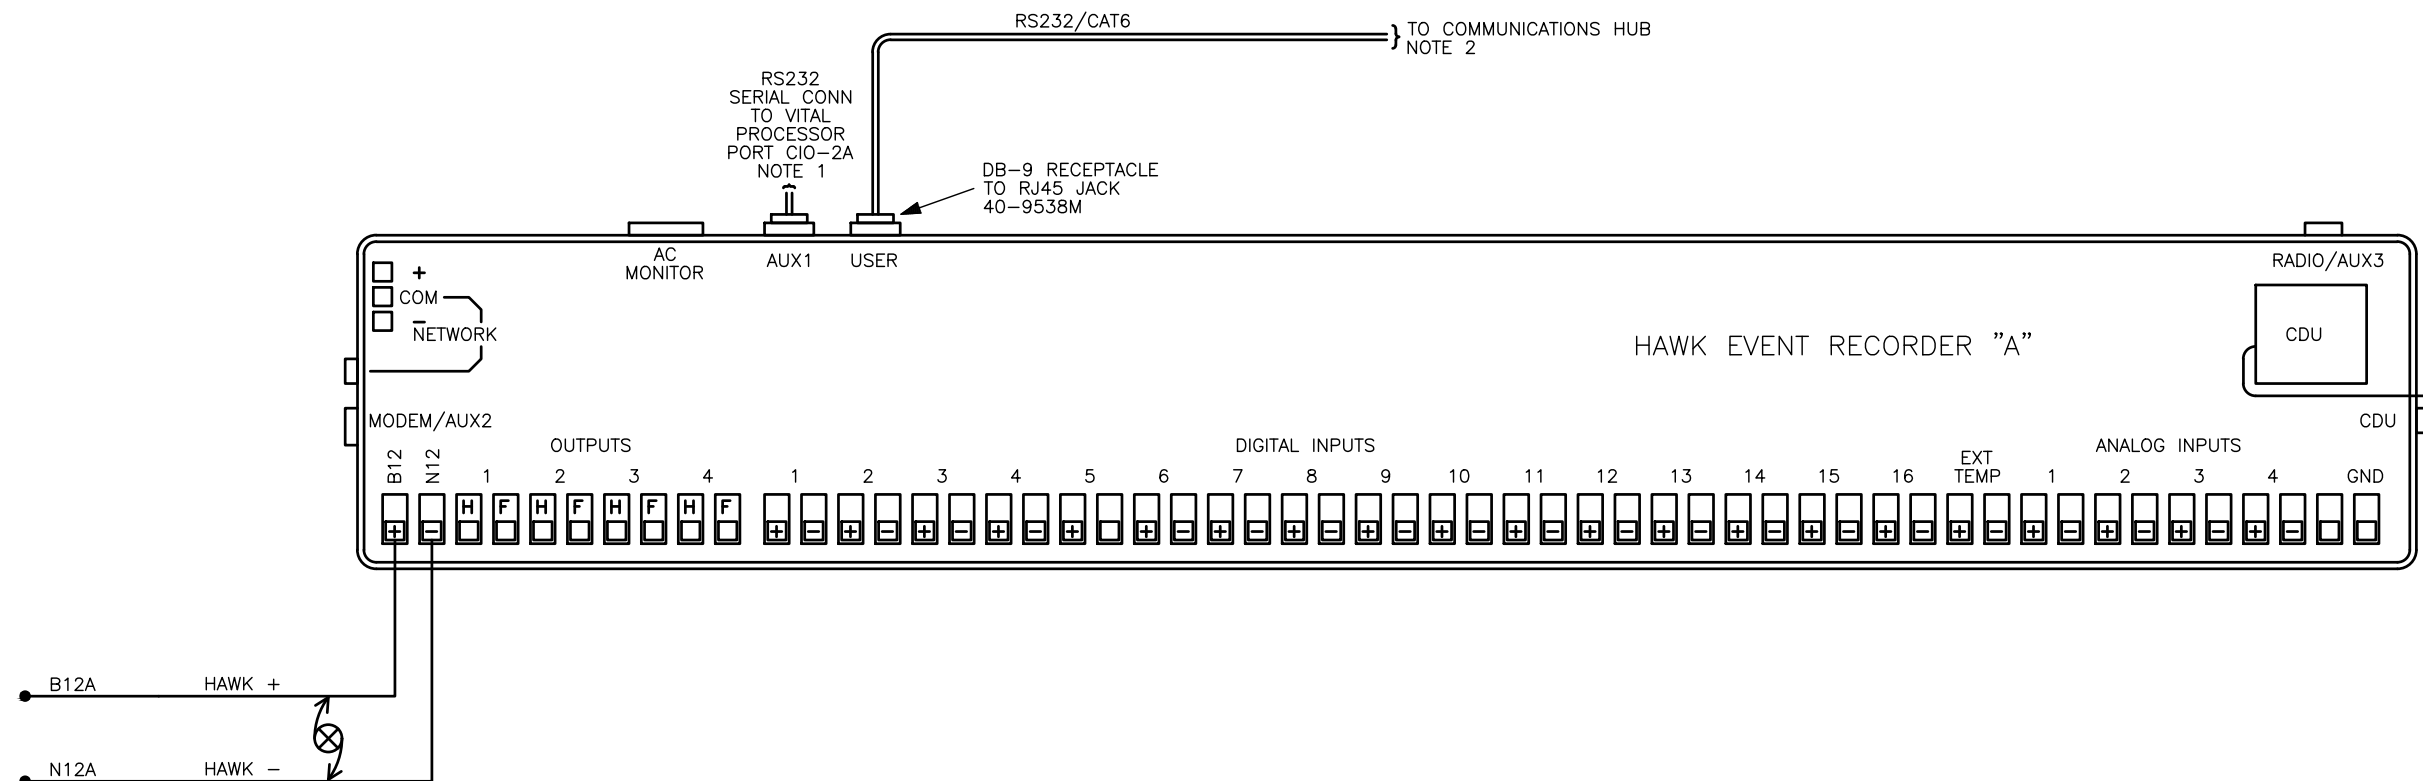 RS232/CAT6
TO COMMUNICATIONS HUB
NOTE 2
RS232
SERIAL CONN
TO VITAL
PROCESSOR
PORT CIO-2A
NOTE 1
DB-9 RECEPTACLE
TO RJ45 JACK
40-9538M
AC
MONITOR
AUX1
USER
RADIO/AUX3
+
COM
-
NETWORK
HAWK EVENT RECORDER "A"
CDU
MODEM/AUX2
CDU
OUTPUTS
DIGITAL INPUTS
ANALOG INPUTS
B12 N12 1 2 3 4 1 2 3 4 5 6 7 8 9 10 11 12 13 14 15 16
EXT
TEMP
1 2 3 4 GND
H F H F H F H F
+ - + - + - + - + - + + - + - + - + - + - + - + - + - + - + - + - + - + - + - + - + -
B12A HAWK +
N12A HAWK -